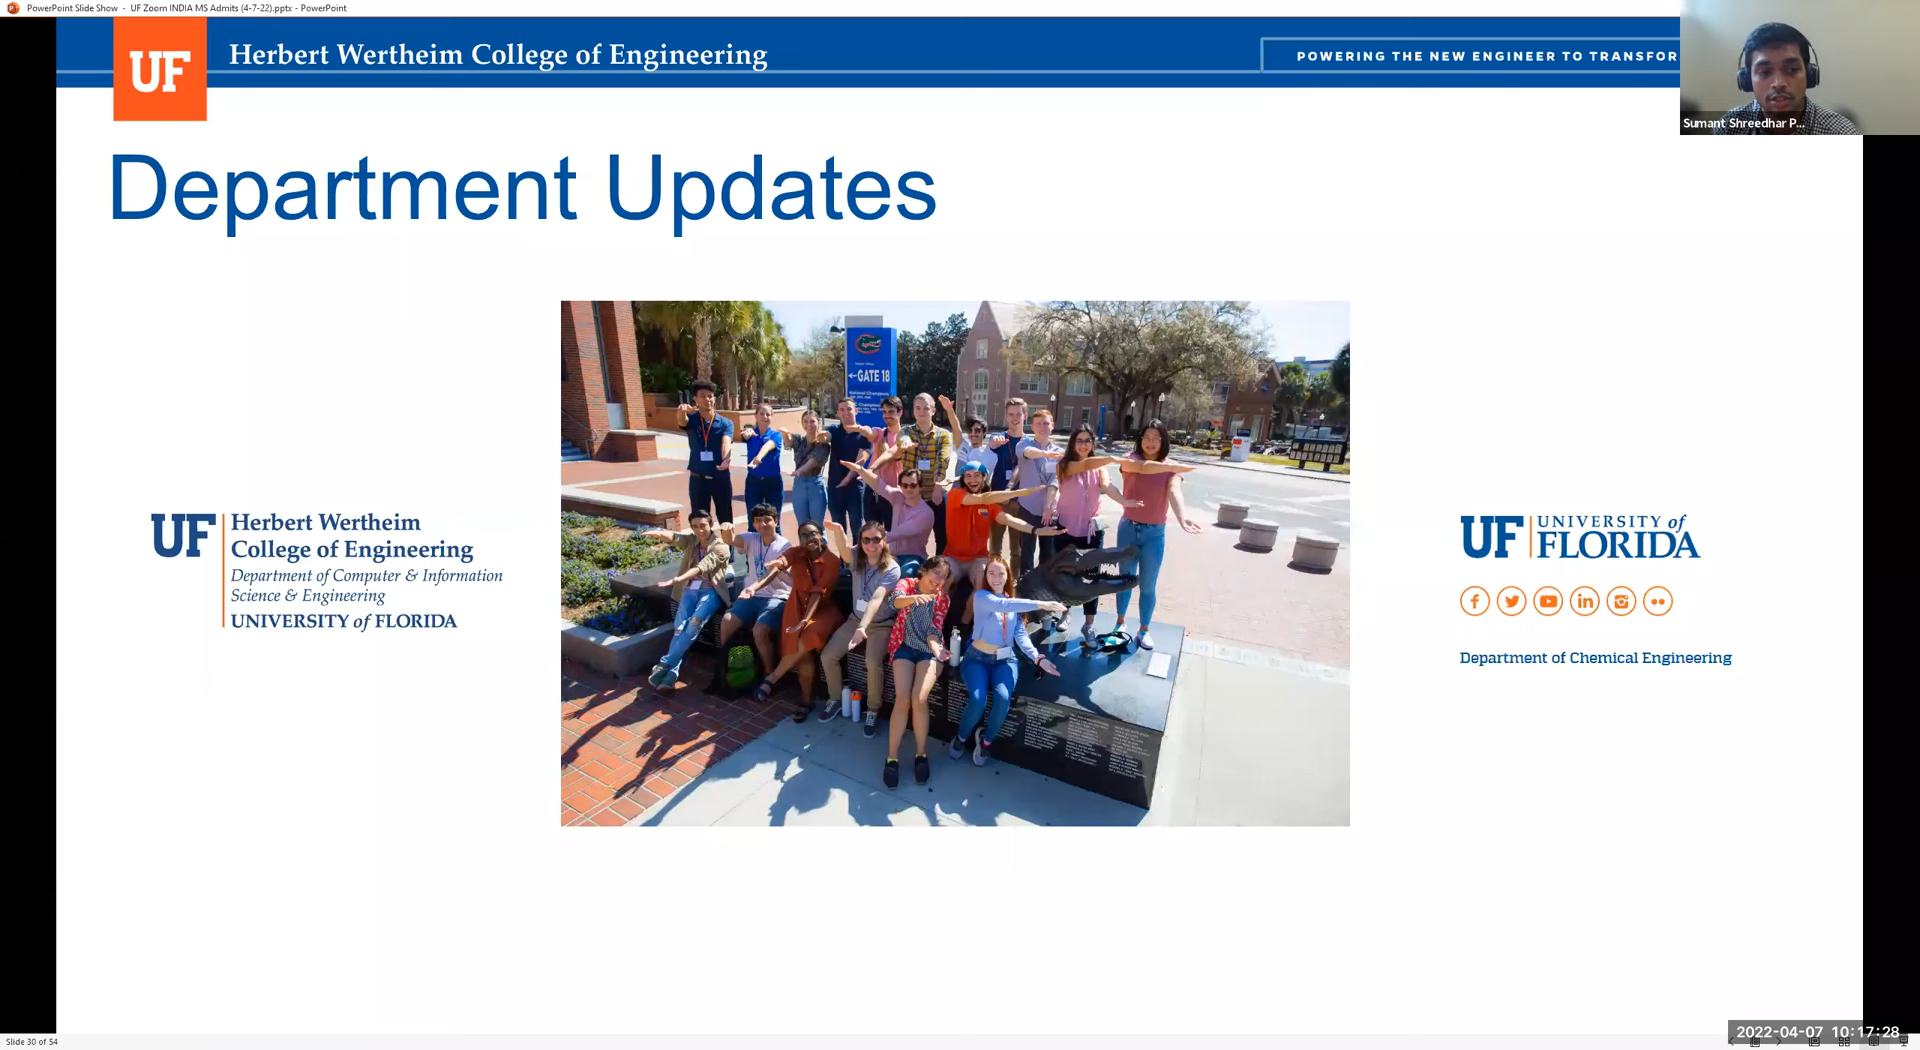 PowerPoint Slide Show - UF Zoom INDIA MS Admits (4-7-22).pptx - PowerPoint
UF
Herbert Wertheim College of Engineering
POWERING THE NEW ENGINEER TO TRANSFOR
Sumant Shreedhar P...
Department Updates
←GATE 18
UF
Herbert Wertheim
College of Engineering
Department of Computer & Information
Science & Engineering
UNIVERSITY of FLORIDA
UF
UNIVERSITY of
FLORIDA
Department of Chemical Engineering
Slide 30 of 54
2022-04-07 10:17:28